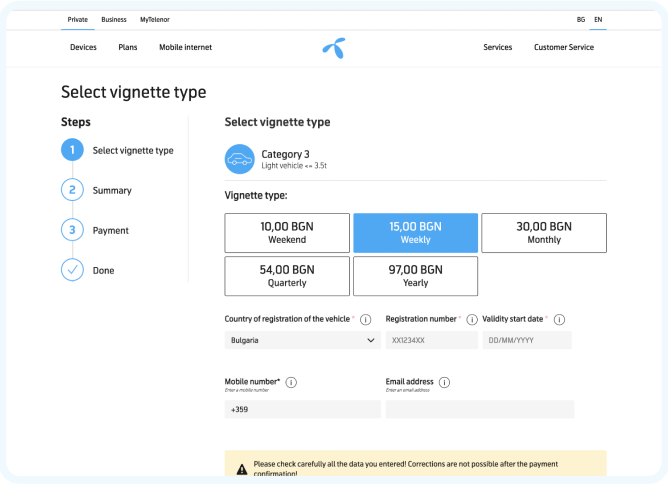 Private Business MyTelenor BG EN
Devices Plans Mobile internet Services Customer Service
Select vignette type
Steps
1 Select vignette type
2 Summary
3 Payment
Done
Select vignette type
Category 3
Light vehicle <= 3.5t
Vignette type:
10,00 BGN
Weekend
15,00 BGN
Weekly
30,00 BGN
Monthly
54,00 BGN
Quarterly
97,00 BGN
Yearly
Country of registration of the vehicle * i Registration number * i Validity start date * i
Bulgaria XX1234XX DD/MM/YYYY
Mobile number* i Email address i
Enter a mobile number Enter an email address
+359
Please check carefully all the data you entered! Corrections are not possible after the payment
confirmation!